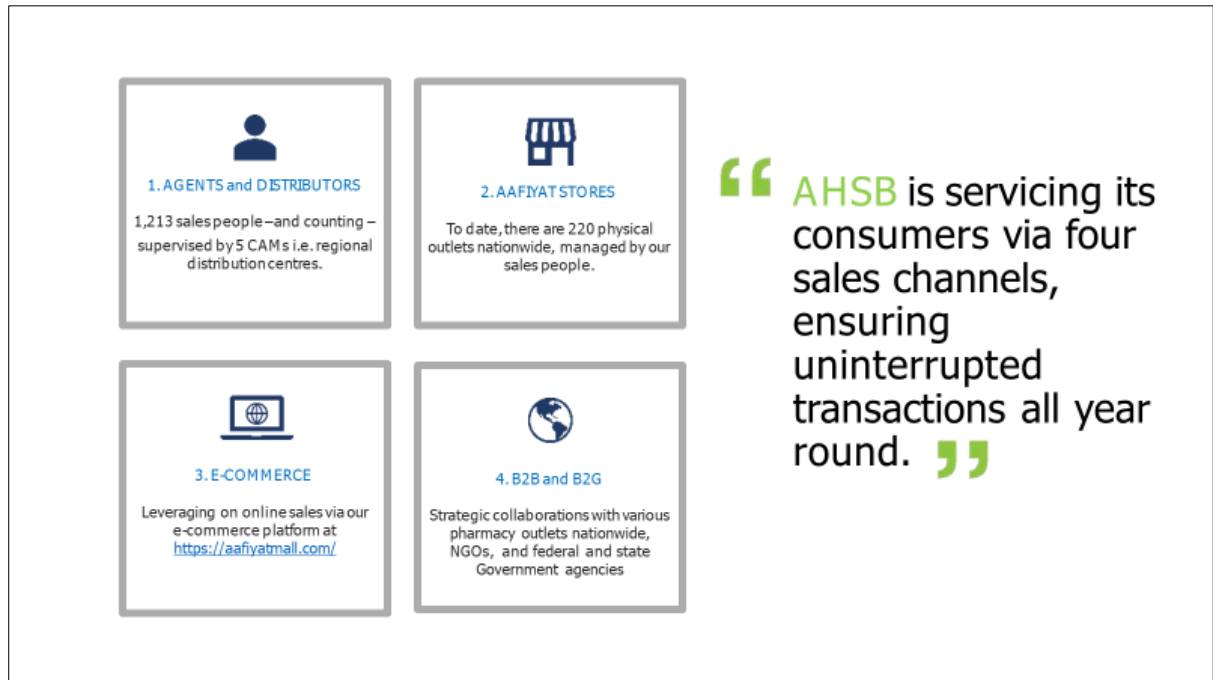 1. AGENTS and DISTRIBUTORS
1,213 sales people –and counting –
supervised by 5 CAMs i.e. regional
distribution centres.
2. AAFIYAT STORES
To date, there are 220 physical
outlets nationwide, managed by our
sales people.
3. E-COMMERCE
Leveraging on online sales via our
e-commerce platform at
https://aafiyatmall.com/
4. B2B and B2G
Strategic collaborations with various
pharmacy outlets nationwide,
NGOs, and federal and state
Government agencies
“ AHSB is servicing its
consumers via four
sales channels,
ensuring
uninterrupted
transactions all year
round. ”